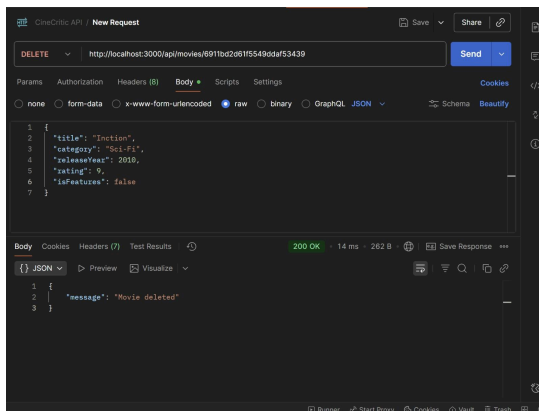 CineCritic API / New Request
Save
Share
DELETE
http://localhost:3000/api/movies/6911bd2d61f5549ddaf53439
Send
Params Authorization Headers (8) Body Scripts Settings Cookies
none form-data x-www-form-urlencoded raw binary GraphQL JSON Schema Beautify
1 {
2 "title": "Inction",
3 "category": "Sci-Fi",
4 "releaseYear": 2010,
5 "rating": 9,
6 "isFeatures": false
7 }
Body Cookies Headers (7) Test Results 200 OK · 14 ms · 262 B · Save Response
{} JSON Preview Visualize
1 {
2 "message": "Movie deleted"
3 }
Runner Start Proxy Cookies Vault Trash